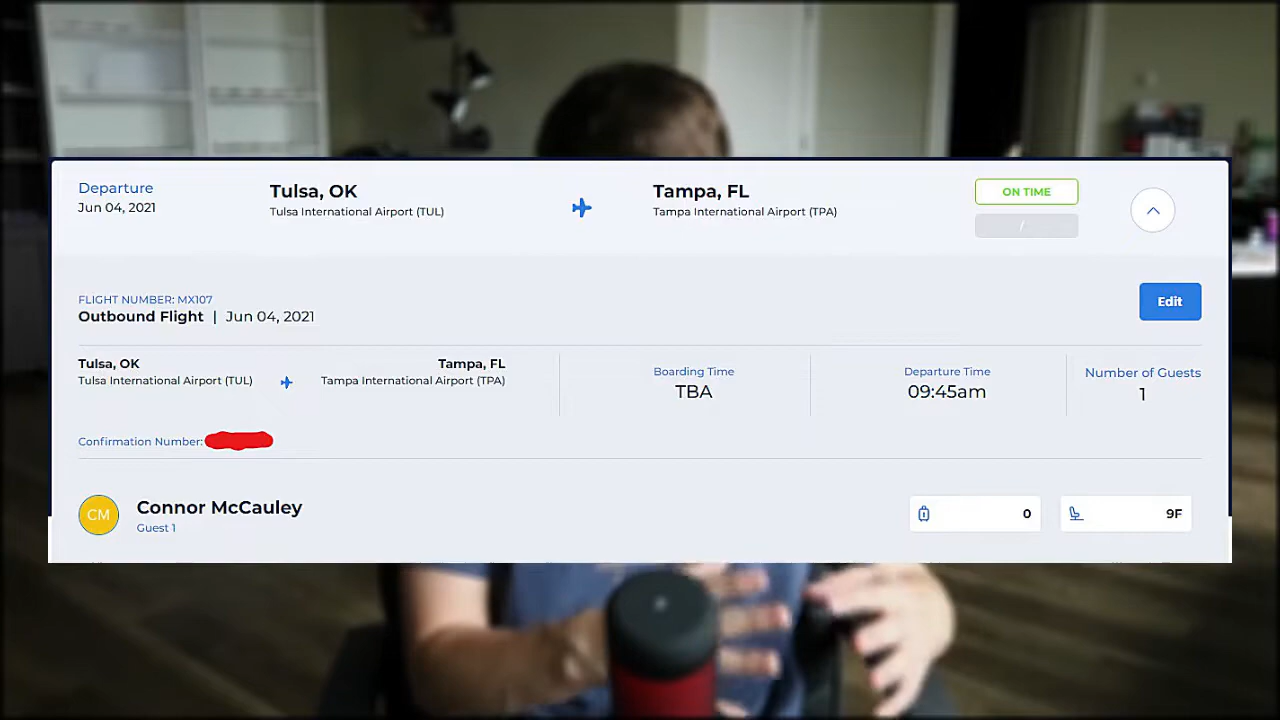 Departure
Jun 04, 2021
Tulsa, OK
Tulsa International Airport (TUL)
Tampa, FL
Tampa International Airport (TPA)
ON TIME
/
FLIGHT NUMBER: MX107
Outbound Flight | Jun 04, 2021
Edit
Tulsa, OK
Tulsa International Airport (TUL)
Tampa, FL
Tampa International Airport (TPA)
Boarding Time
TBA
Departure Time
09:45am
Number of Guests
1
Confirmation Number:
CM
Connor McCauley
Guest 1
0
9F